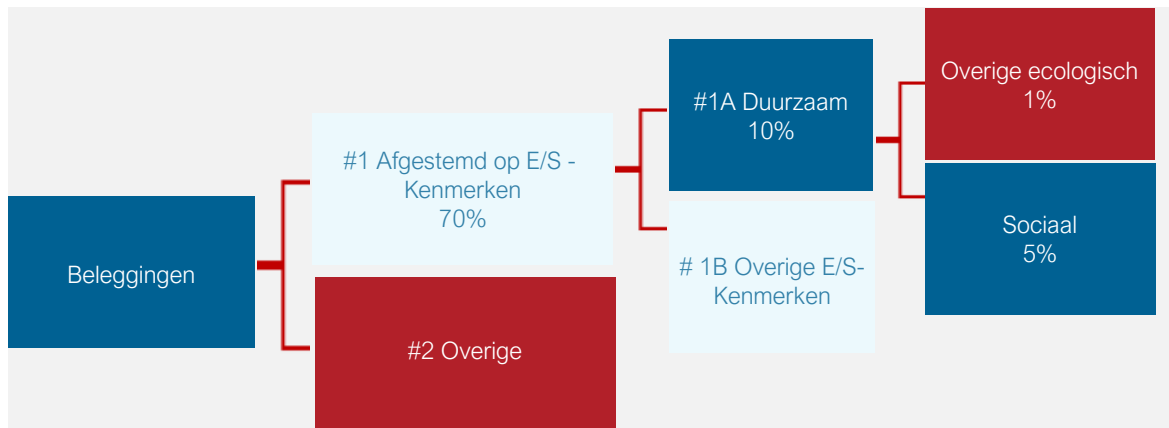 Beleggingen
#1 Afgestemd op E/S -
Kenmerken
70%
#2 Overige
#1A Duurzaam
10%
# 1B Overige E/S-
Kenmerken
Overige ecologisch
1%
Sociaal
5%